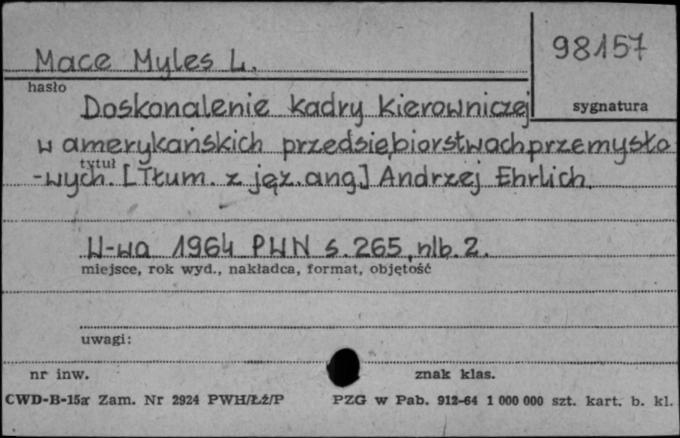 Mace Myles L.
98157
hasło
sygnatura
Doskonalenie kadry kierowniczej
w amerykańskich przedsiębiorstwach przemysło
tytuł
-wych. [Tłum. z jęz. ang] Andrzej Ehrlich.
W-wa 1964 PWN s. 265, nlb. 2.
miejsce, rok wyd., nakładca, format, objętość
uwagi:
nr inw.
znak klas.
CWD-B-15a Zam. Nr 2924 PWH/Łź/P PZG w Pab. 912-64 1 000 000 szt. kart. b. kl.